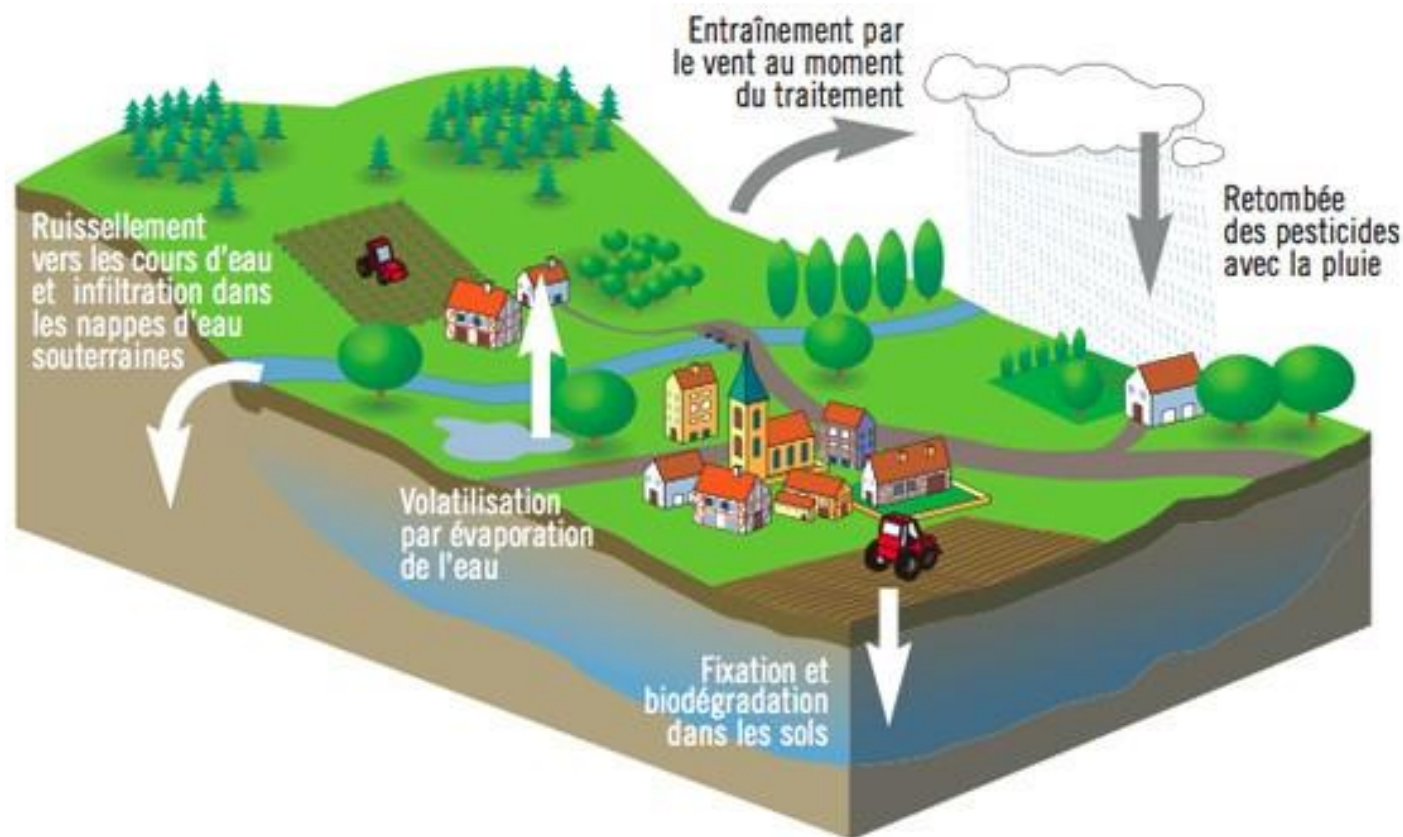 Entraînement par
le vent au moment
du traitement
Retombée
des pesticides
avec la pluie
Ruissellement
vers les cours d'eau
et infiltration dans
les nappes d'eau
souterraines
Volatilisation
par évaporation
de l'eau
Fixation et
biodégradation
dans les sols